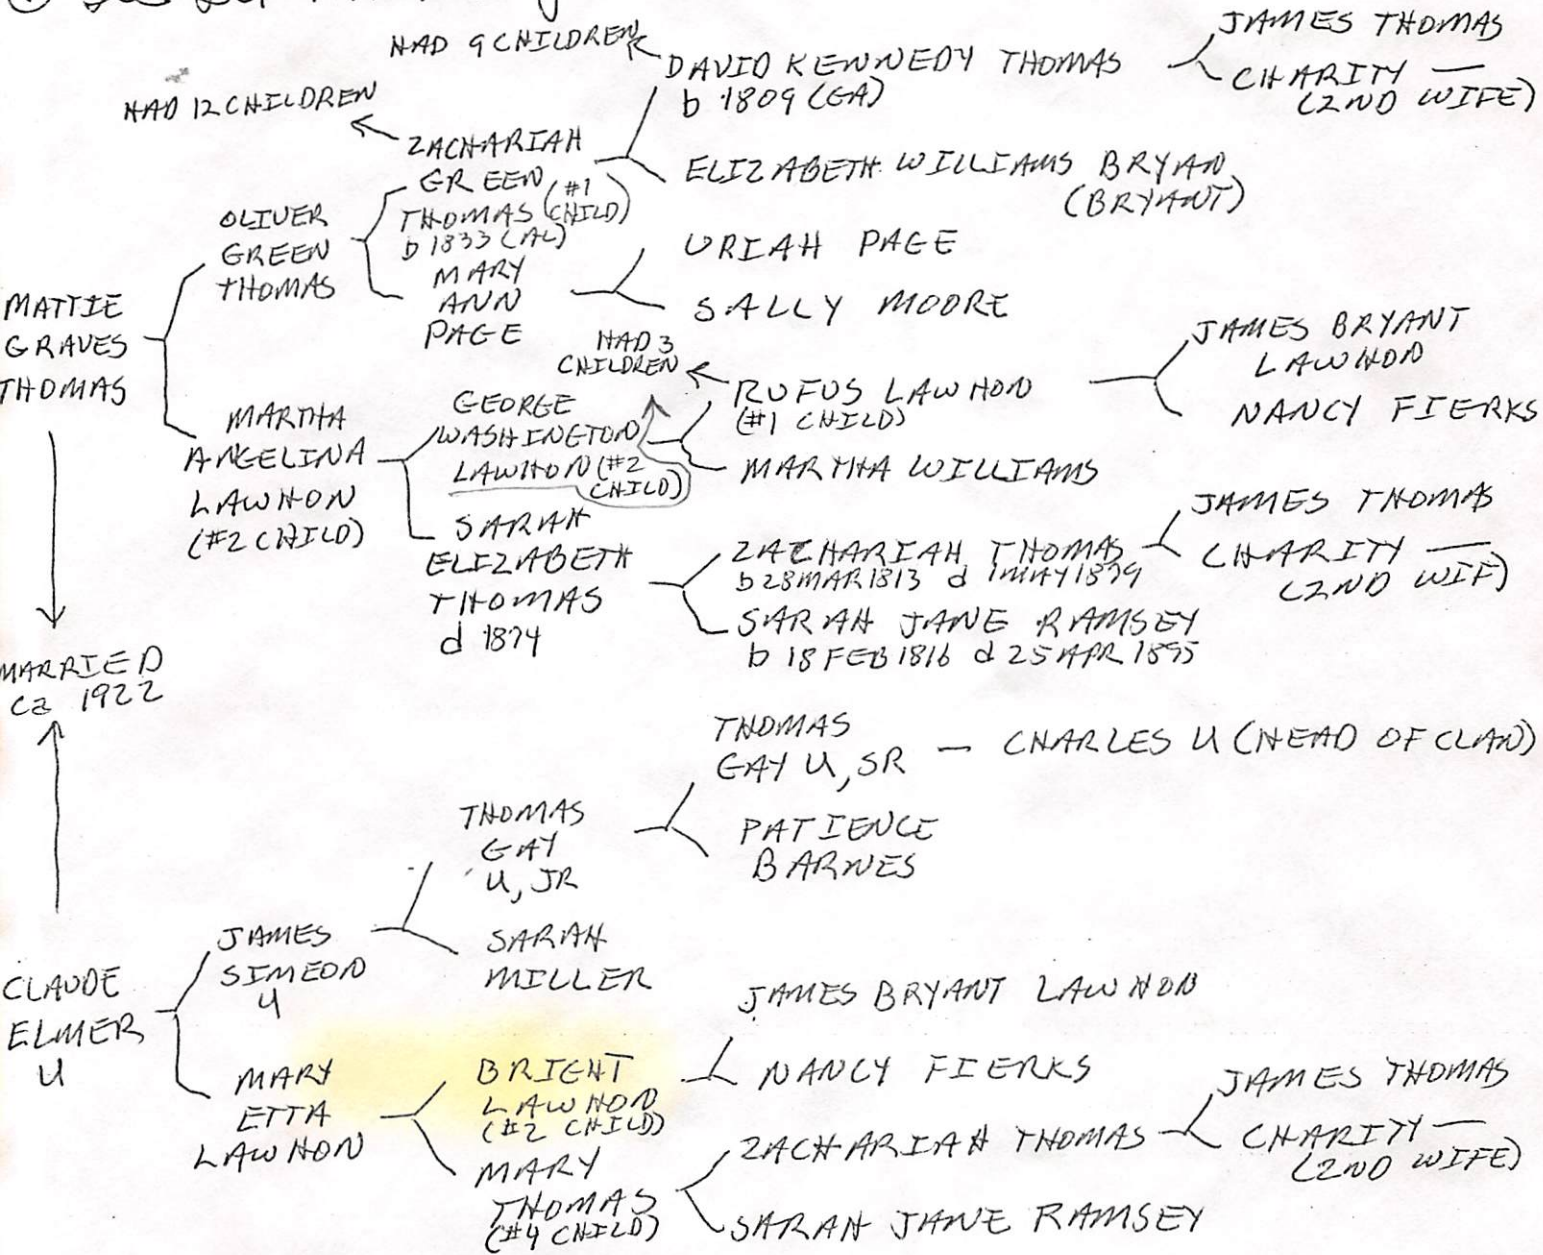 HAD 9 CHILDREN
JAMES THOMAS
DAVID KENNEDY THOMAS
b 1809 (GA)
CHARITY —
(2ND WIFE)
HAD 12 CHILDREN
ZACHARIAH
GREEN (#1
THOMAS CHILD)
b 1833 (AL)
ELIZABETH WILLIAMS BRYAN
(BRYANT)
OLIVER
GREEN
THOMAS
MARY
ANN
PAGE
URIAH PAGE
SALLY MOORE
MATTIE
GRAVES
THOMAS
HAD 3
CHILDREN
RUFUS LAWHON
(#1 CHILD)
JAMES BRYANT
LAWHON
NANCY FIERKS
MARTHA
ANGELINA
LAWHON
(#2 CHILD)
GEORGE
WASHINGTON
LAWHON (#2
CHILD)
MARTHA WILLIAMS
SARAH
ELIZABETH
THOMAS
d 1874
ZACHARIAH THOMAS
b 28 MAR 1813 d 1 MAY 1879
JAMES THOMAS
CHARITY —
(2ND WIF)
SARAH JANE RAMSEY
b 18 FEB 1816 d 25 APR 1895
MARRIED
ca 1922
THOMAS
GAY U, SR — CHARLES U (HEAD OF CLAN)
THOMAS
GAY
U, JR
PATIENCE
BARNES
JAMES
SIMEON
U
SARAH
MILLER
CLAUDE
ELMER
U
JAMES BRYANT LAWHON
MARY
ETTA
LAWHON
BRIGHT
LAWHON
(#2 CHILD)
NANCY FIERKS
MARY
THOMAS
(#4 CHILD)
ZACHARIAH THOMAS
JAMES THOMAS
CHARITY —
(2ND WIFE)
SARAH JANE RAMSEY